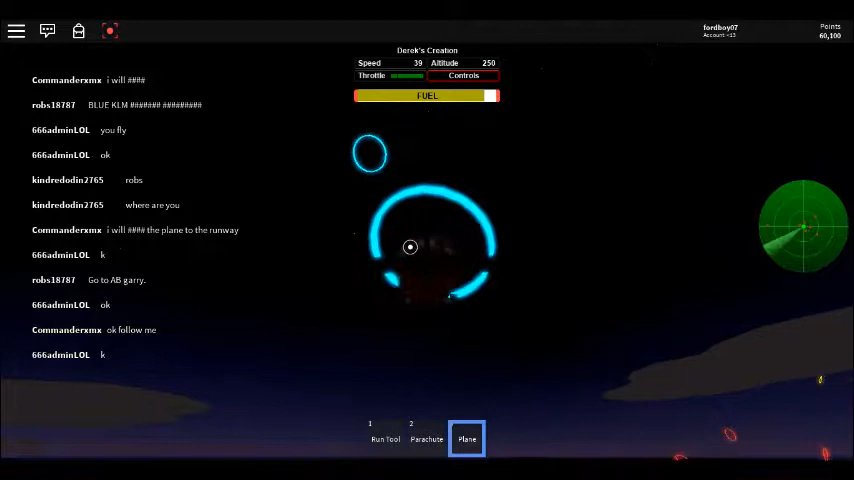 fordboy07
Account <13
Points
60,100
Derek's Creation
Speed 39 Altitude 250
Throttle Controls
FUEL
Commanderxmx i will ####
robs18787 BLUE KLM ####### #########
666adminLOL you fly
666adminLOL ok
kindredodin2765 robs
kindredodin2765 where are you
Commanderxmx i will #### the plane to the runway
666adminLOL k
robs18787 Go to AB garry.
666adminLOL ok
Commanderxmx ok follow me
666adminLOL k
1 2
Run Tool Parachute Plane